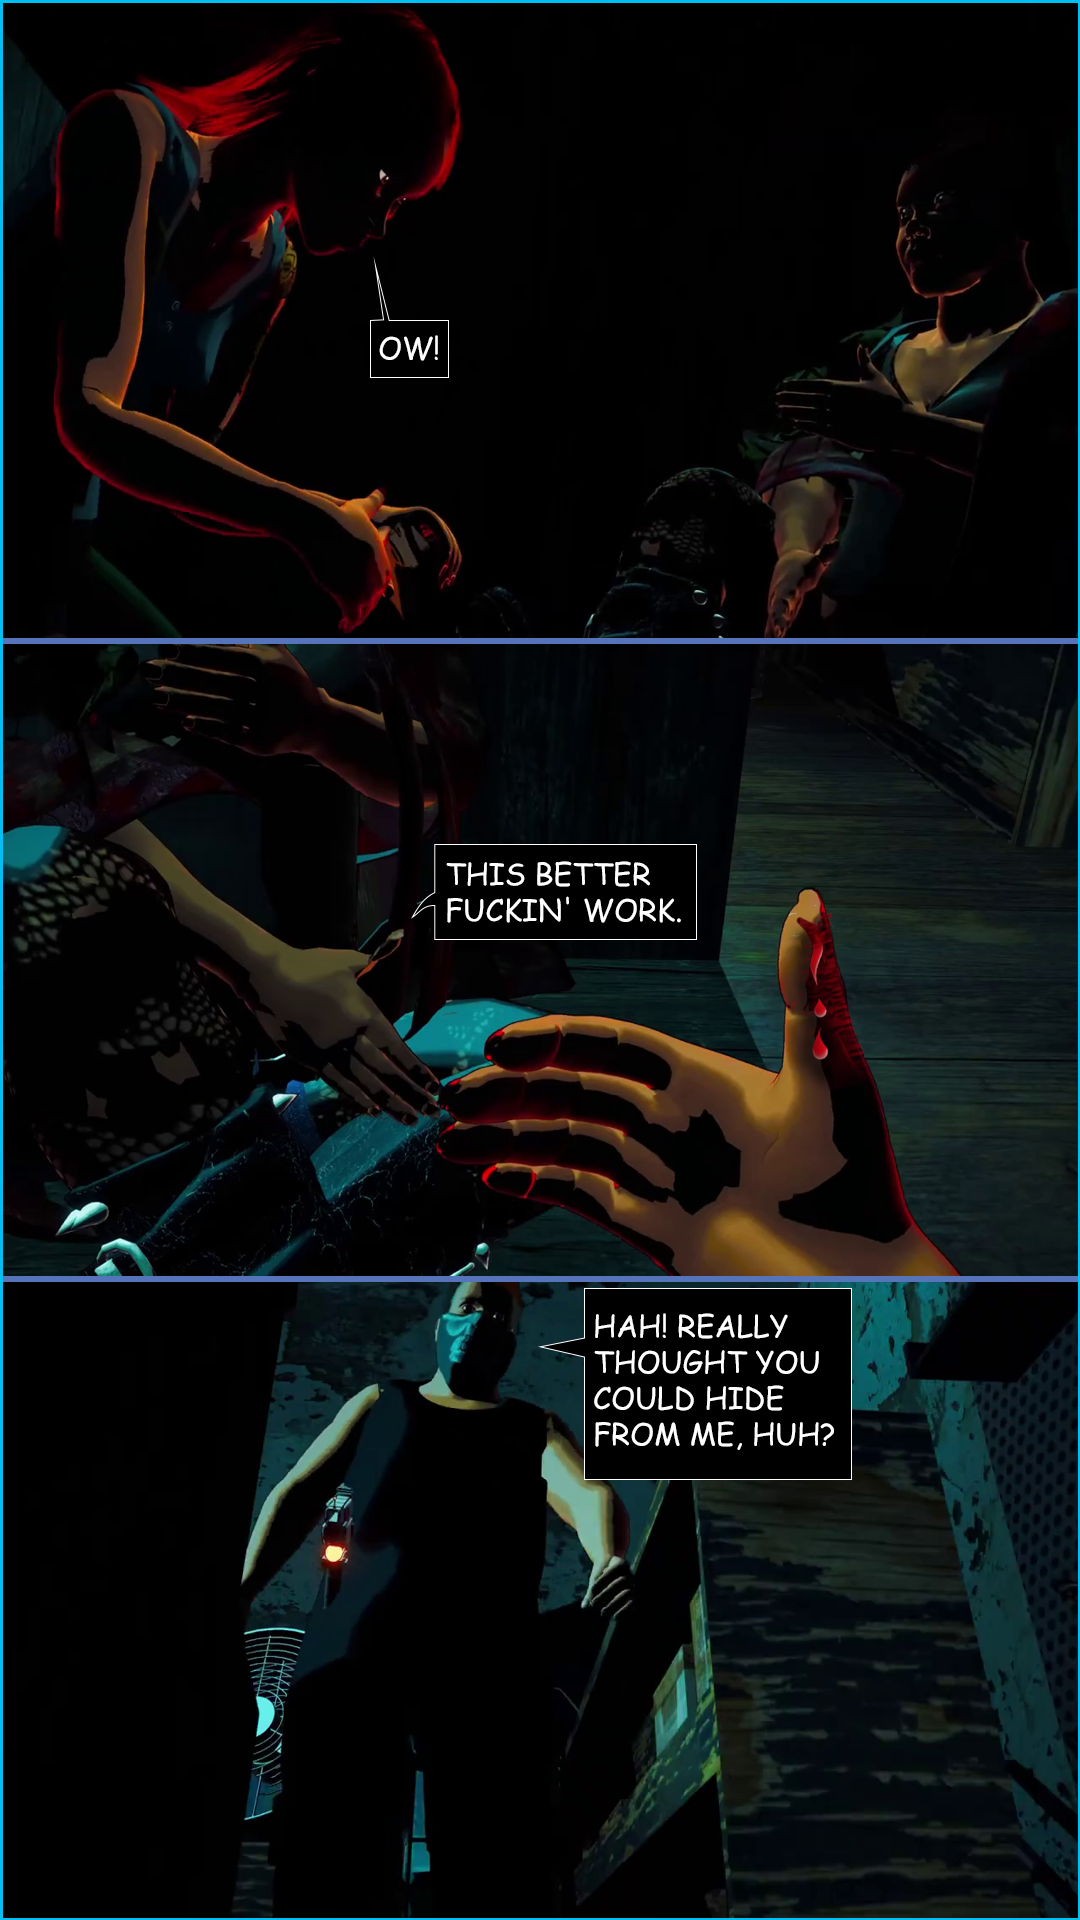 OW!
THIS BETTER
FUCKIN' WORK.
HAH! REALLY
THOUGHT YOU
COULD HIDE
FROM ME, HUH?